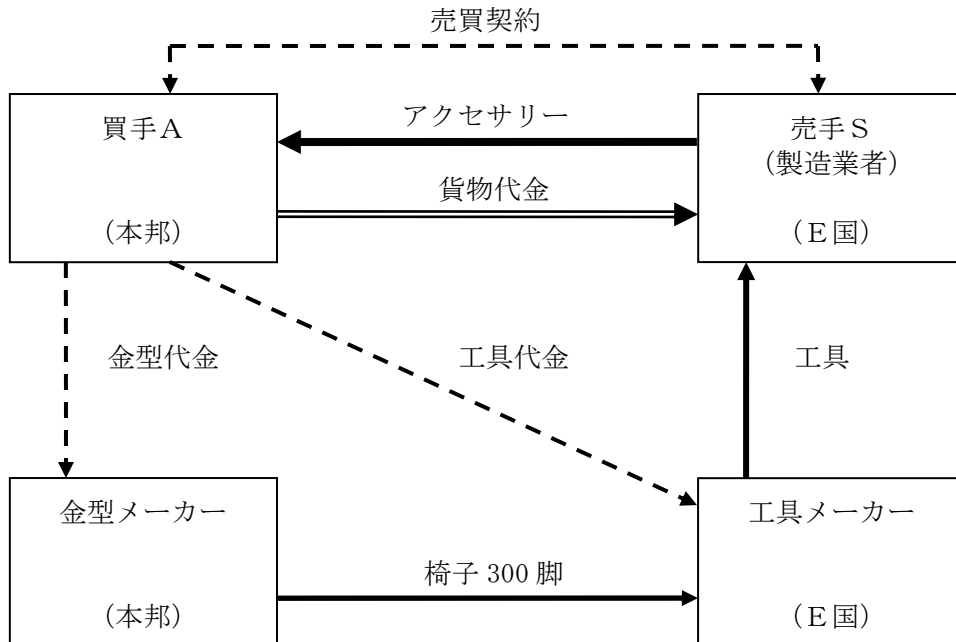 売買契約
買手Ａ
(本邦)
アクセサリー
貨物代金
売手Ｓ
(製造業者)
(Ｅ国)
金型代金
工具代金
工具
金型メーカー
(本邦)
椅子 300 脚
工具メーカー
(Ｅ国)